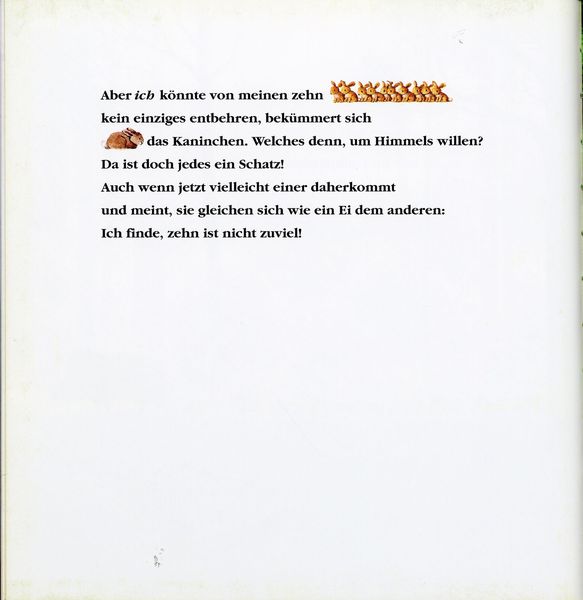 Aber ich könnte von meinen zehn
kein einziges entbehren, bekümmert sich
das Kaninchen. Welches denn, um Himmels willen?
Da ist doch jedes ein Schatz!
Auch wenn jetzt vielleicht einer daherkommt
und meint, sie gleichen sich wie ein Ei dem anderen:
Ich finde, zehn ist nicht zuviel!